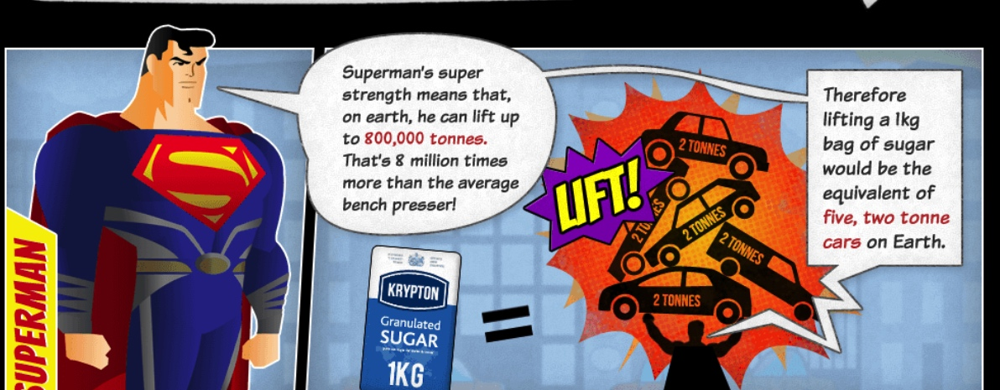 Superman's super
strength means that,
on earth, he can lift up
to 800,000 tonnes.
That's 8 million times
more than the average
bench presser!
LIFT!
2 TONNES
2 TONNES
2 TONNES
2 TONNES
Therefore
lifting a 1kg
bag of sugar
would be the
equivalent of
five, two tonne
cars on Earth.
SUPERMAN
KRYPTON
Granulated
SUGAR
1KG
=